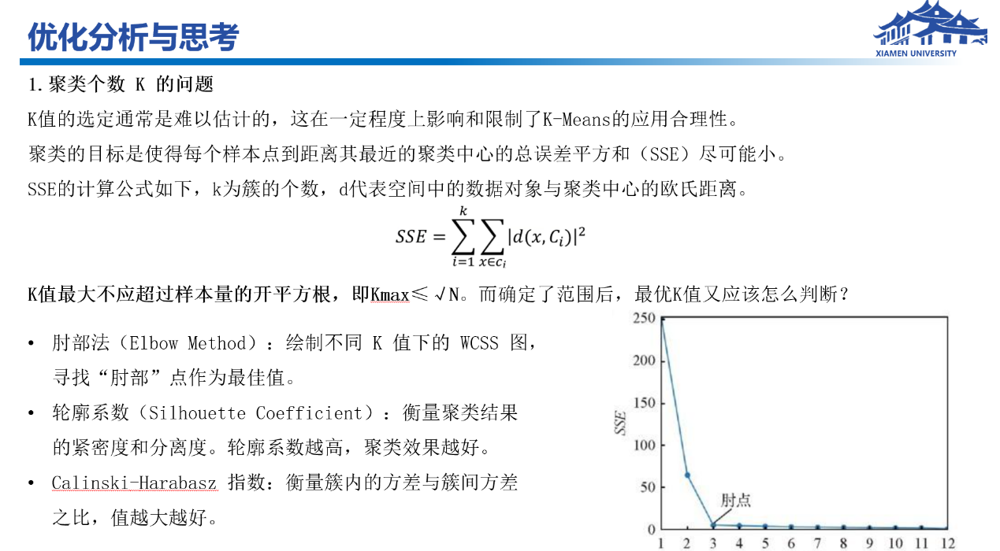 优化分析与思考
XIAMEN UNIVERSITY
1.聚类个数 K 的问题
K值的选定通常是难以估计的，这在一定程度上影响和限制了K-Means的应用合理性。
聚类的目标是使得每个样本点到距离其最近的聚类中心的总误差平方和（SSE）尽可能小。
SSE的计算公式如下，k为簇的个数，d代表空间中的数据对象与聚类中心的欧氏距离。
k
SSE = ∑ ∑ |d(x, Cᵢ)|²
i=1 x∈cᵢ
K值最大不应超过样本量的开平方根，即Kmax≤√N。而确定了范围后，最优K值又应该怎么判断？
• 肘部法（Elbow Method）：绘制不同 K 值下的 WCSS 图，
寻找“肘部”点作为最佳值。
• 轮廓系数（Silhouette Coefficient）：衡量聚类结果
的紧密度和分离度。轮廓系数越高，聚类效果越好。
• Calinski-Harabasz 指数：衡量簇内的方差与簇间方差
之比，值越大越好。
250
200
150
100
50
0
SSE
肘点
1 2 3 4 5 6 7 8 9 10 11 12